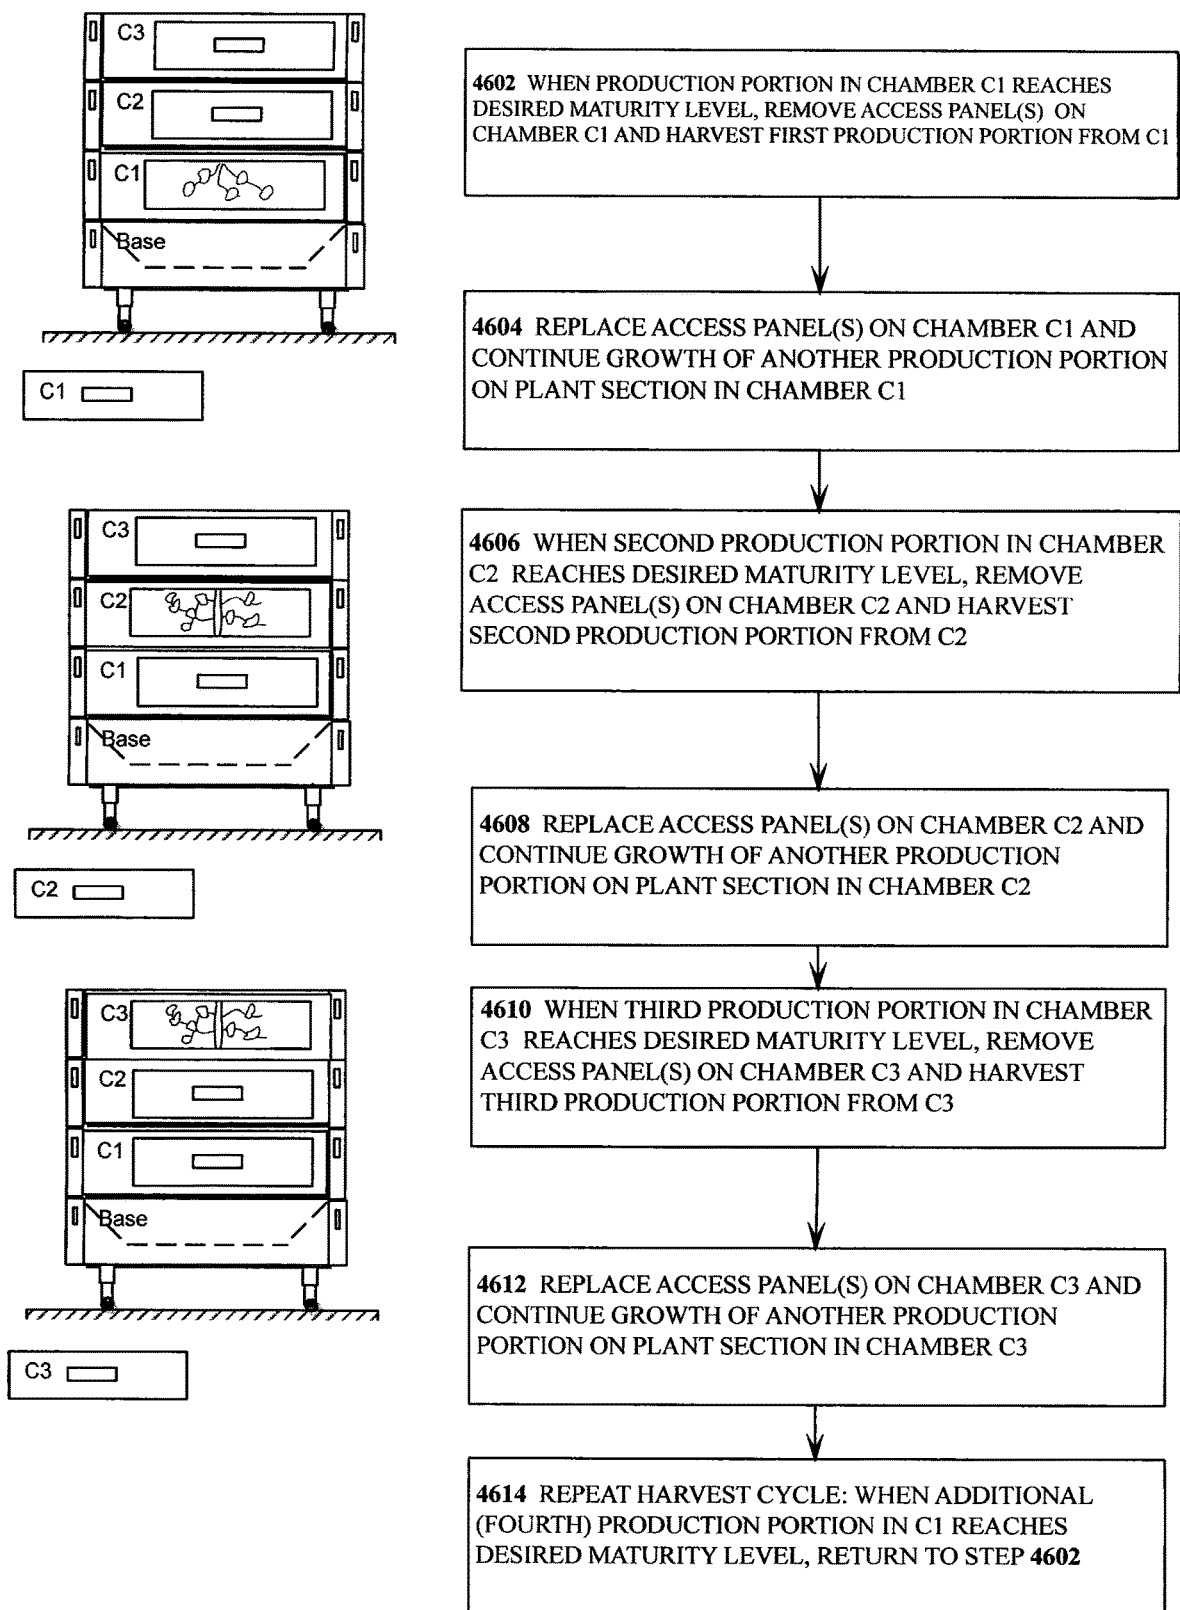 C3
C2
C1
Base
C1
4602 WHEN PRODUCTION PORTION IN CHAMBER C1 REACHES
DESIRED MATURITY LEVEL, REMOVE ACCESS PANEL(S) ON
CHAMBER C1 AND HARVEST FIRST PRODUCTION PORTION FROM C1
4604 REPLACE ACCESS PANEL(S) ON CHAMBER C1 AND
CONTINUE GROWTH OF ANOTHER PRODUCTION PORTION
ON PLANT SECTION IN CHAMBER C1
C3
C2
C1
Base
C2
4606 WHEN SECOND PRODUCTION PORTION IN CHAMBER
C2 REACHES DESIRED MATURITY LEVEL, REMOVE
ACCESS PANEL(S) ON CHAMBER C2 AND HARVEST
SECOND PRODUCTION PORTION FROM C2
4608 REPLACE ACCESS PANEL(S) ON CHAMBER C2 AND
CONTINUE GROWTH OF ANOTHER PRODUCTION
PORTION ON PLANT SECTION IN CHAMBER C2
C3
C2
C1
Base
C3
4610 WHEN THIRD PRODUCTION PORTION IN CHAMBER
C3 REACHES DESIRED MATURITY LEVEL, REMOVE
ACCESS PANEL(S) ON CHAMBER C3 AND HARVEST
THIRD PRODUCTION PORTION FROM C3
4612 REPLACE ACCESS PANEL(S) ON CHAMBER C3 AND
CONTINUE GROWTH OF ANOTHER PRODUCTION
PORTION ON PLANT SECTION IN CHAMBER C3
4614 REPEAT HARVEST CYCLE: WHEN ADDITIONAL
(FOURTH) PRODUCTION PORTION IN C1 REACHES
DESIRED MATURITY LEVEL, RETURN TO STEP 4602